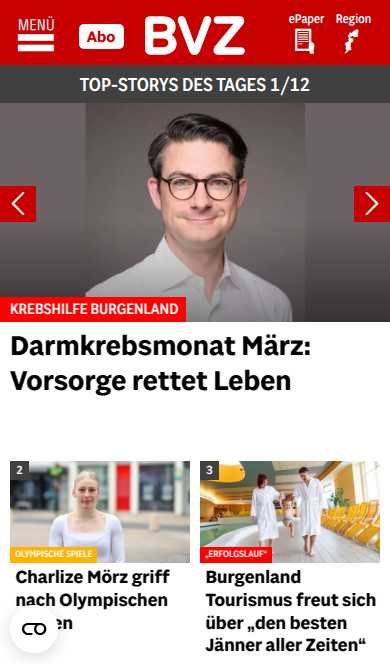 MENÜ
Abo
BVZ
ePaper
Region
TOP-STORYS DES TAGES 1/12
KREBSHILFE BURGENLAND
Darmkrebsmonat März:
Vorsorge rettet Leben
2
OLYMPISCHE SPIELE
Charlize Mörz griff
nach Olympischen
3
„ERFOLGSLAUF“
Burgenland
Tourismus freut sich
über „den besten
Jänner aller Zeiten“